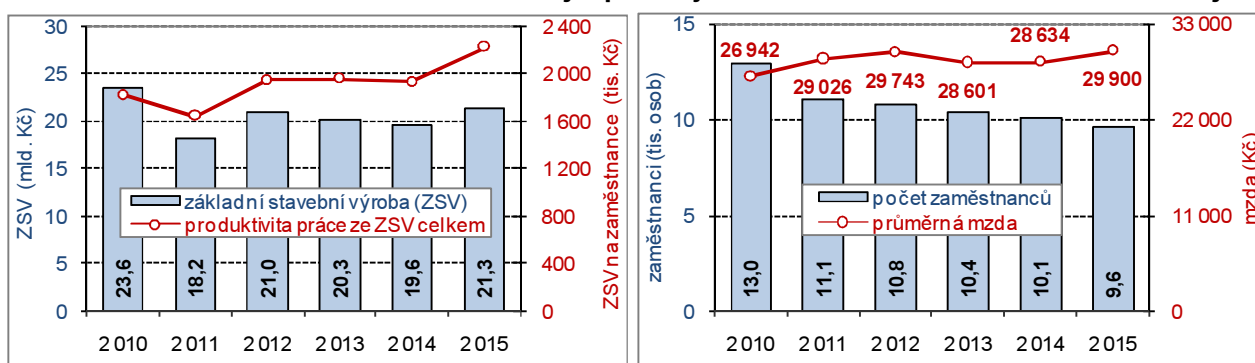 ZSV (mld. Kč)
30
25
20
15
10
5
0
2 400
2 000
1 600
1 200
800
400
0
ZSV na zaměstnance (tis. Kč)
základní stavební výroba (ZSV)
produktivita práce ze ZSV celkem
23,6 18,2 21,0 20,3 19,6 21,3
2010 2011 2012 2013 2014 2015
zaměstnanci (tis. osob)
15
10
5
0
33 000
22 000
11 000
0
mzda (Kč)
26 942
29 026
29 743
28 601
28 634
29 900
počet zaměstnanců
průměrná mzda
13,0 11,1 10,8 10,4 10,1 9,6
2010 2011 2012 2013 2014 2015